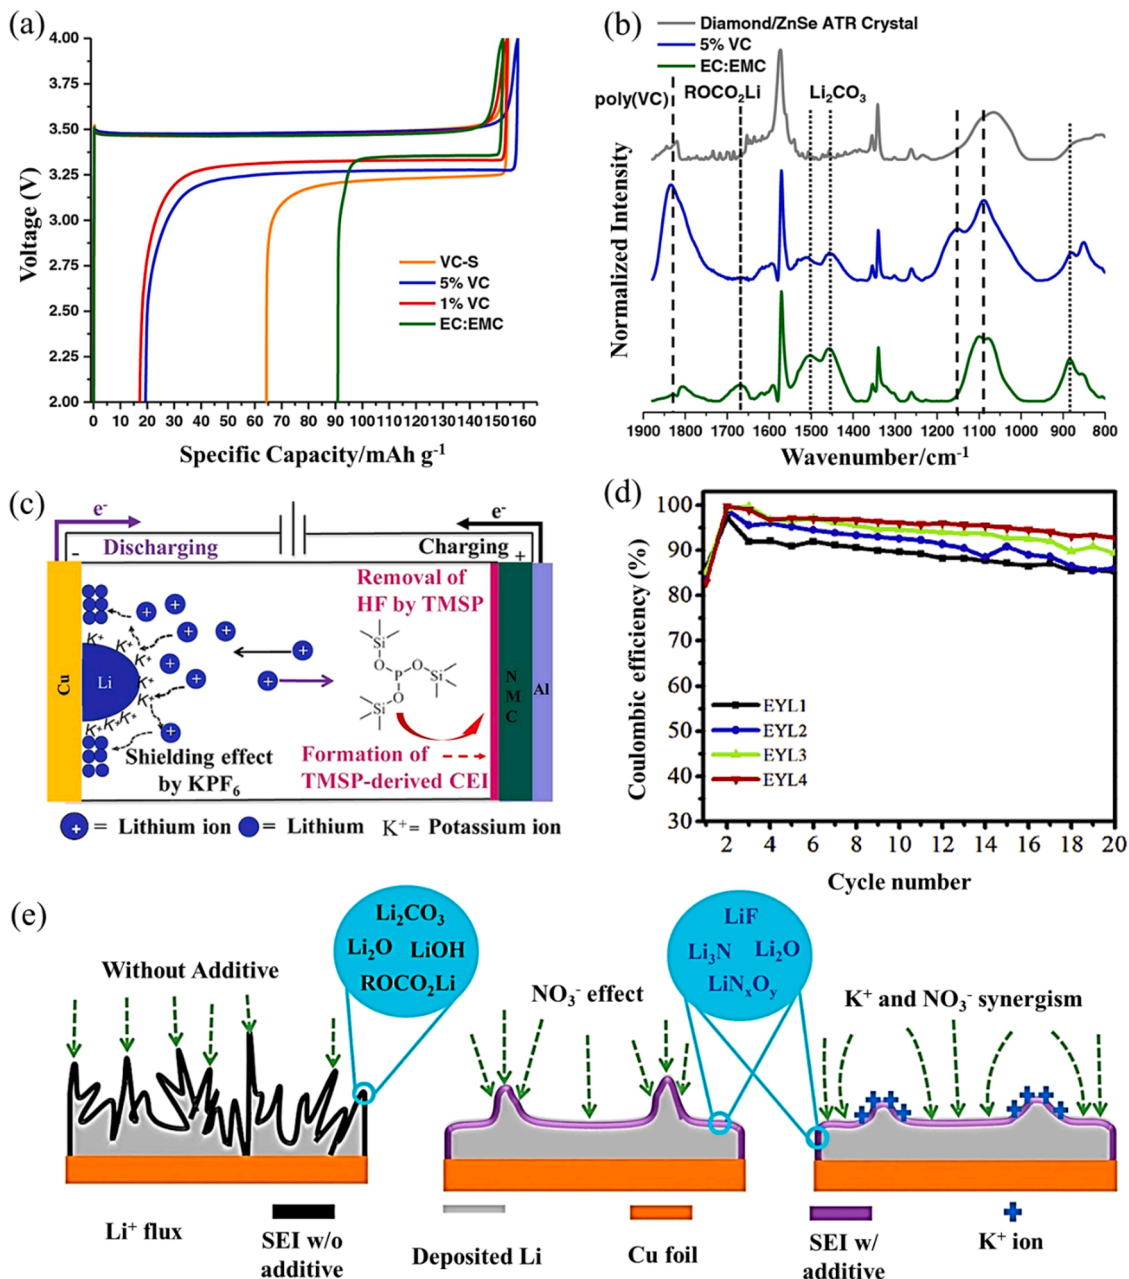 (a)
4.00
3.75
3.50
3.25
3.00
2.75
2.50
2.25
2.00
Voltage (V)
VC-S
5% VC
1% VC
EC:EMC
0 10 20 30 40 50 60 70 80 90 100 110 120 130 140 150 160
Specific Capacity/mAh g⁻¹
(b)
Diamond/ZnSe ATR Crystal
5% VC
EC:EMC
poly(VC)
ROCO₂Li
Li₂CO₃
Normalized Intensity
1900 1800 1700 1600 1500 1400 1300 1200 1100 1000 900 800
Wavenumber/cm⁻¹
(c)
e⁻
e⁻
Discharging
Charging
-
+
Removal of
HF by TMSP
Cu
Li
K⁺
K⁺
K⁺
K⁺
K⁺
K⁺
K⁺K⁺K⁺
Si
O
O
P
O
Si
Si
NMC
Al
Shielding effect
by KPF₆
Formation of
TMSP-derived CEI
+ = Lithium ion = Lithium K⁺= Potassium ion
(d)
100
90
80
70
60
50
40
30
Coulombic efficiency (%)
EYL1
EYL2
EYL3
EYL4
2 4 6 8 10 12 14 16 18 20
Cycle number
(e)
Without Additive
Li₂CO₃
Li₂O LiOH
ROCO₂Li
NO₃⁻ effect
LiF
Li₃N Li₂O
LiNₓOᵧ
K⁺ and NO₃⁻ synergism
Li⁺ flux
SEI w/o
additive
Deposited Li
Cu foil
SEI w/
additive
K⁺ ion